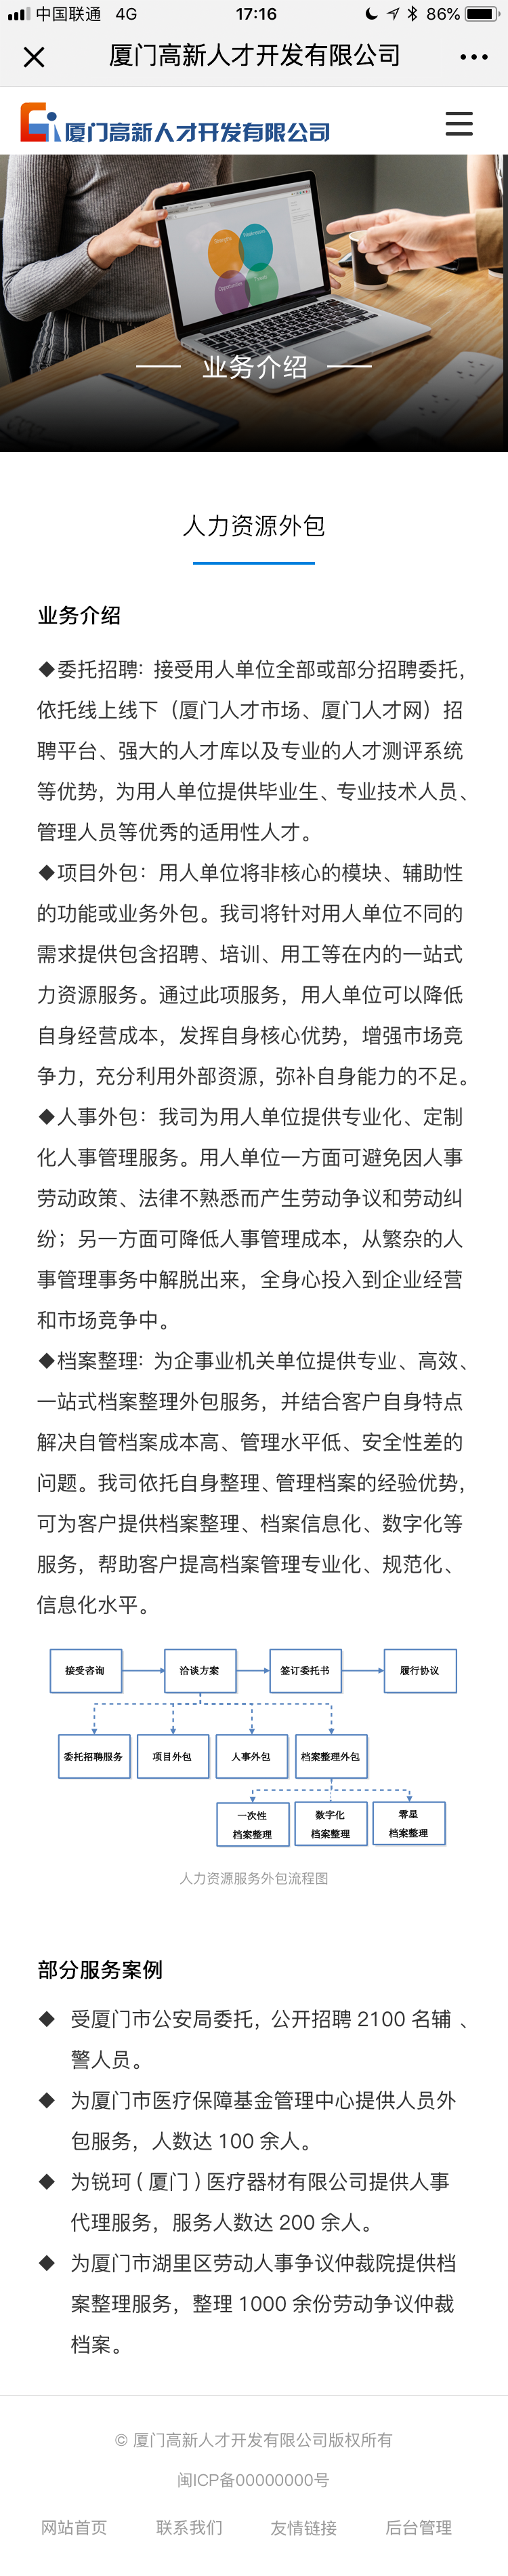 中国联通 4G 17:16 86%
厦门高新人才开发有限公司
厦门高新人才开发有限公司
Strengths
Opportunities
业务介绍
人力资源外包
业务介绍
◆委托招聘：接受用人单位全部或部分招聘委托，
依托线上线下（厦门人才市场、厦门人才网）招
聘平台、强大的人才库以及专业的人才测评系统
等优势，为用人单位提供毕业生、专业技术人员、
管理人员等优秀的适用性人才。
◆项目外包：用人单位将非核心的模块、辅助性
的功能或业务外包。我司将针对用人单位不同的
需求提供包含招聘、培训、用工等在内的一站式
力资源服务。通过此项服务，用人单位可以降低
自身经营成本，发挥自身核心优势，增强市场竞
争力，充分利用外部资源，弥补自身能力的不足。
◆人事外包：我司为用人单位提供专业化、定制
化人事管理服务。用人单位一方面可避免因人事
劳动政策、法律不熟悉而产生劳动争议和劳动纠
纷；另一方面可降低人事管理成本，从繁杂的人
事管理事务中解脱出来，全身心投入到企业经营
和市场竞争中。
◆档案整理：为企事业机关单位提供专业、高效、
一站式档案整理外包服务，并结合客户自身特点
解决自管档案成本高、管理水平低、安全性差的
问题。我司依托自身整理、管理档案的经验优势，
可为客户提供档案整理、档案信息化、数字化等
服务，帮助客户提高档案管理专业化、规范化、
信息化水平。
接受咨询 洽谈方案 签订委托书 履行协议
委托招聘服务 项目外包 人事外包 档案整理外包
一次性 数字化 零星
档案整理 档案整理 档案整理
人力资源服务外包流程图
部分服务案例
◆ 受厦门市公安局委托，公开招聘 2100 名辅 、
警人员。
◆ 为厦门市医疗保障基金管理中心提供人员外
包服务，人数达 100 余人。
◆ 为锐珂（厦门）医疗器材有限公司提供人事
代理服务，服务人数达 200 余人。
◆ 为厦门市湖里区劳动人事争议仲裁院提供档
案整理服务，整理 1000 余份劳动争议仲裁
档案。
© 厦门高新人才开发有限公司版权所有
闽ICP备00000000号
网站首页 联系我们 友情链接 后台管理